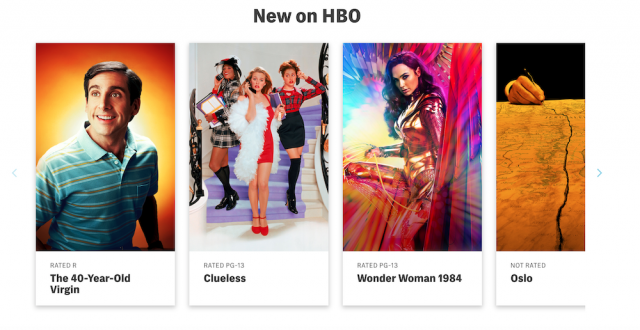 New on HBO
RATED R
The 40-Year-Old
Virgin
RATED PG-13
Clueless
RATED PG-13
Wonder Woman 1984
NOT RATED
Oslo